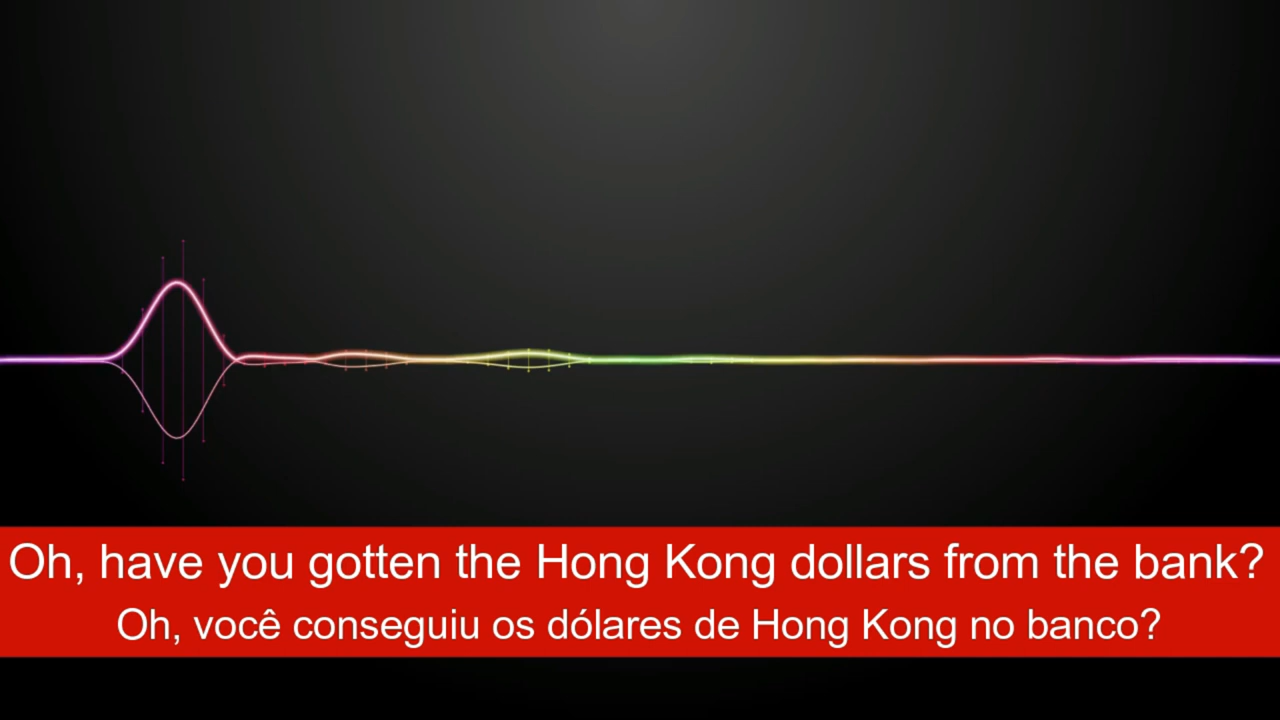 Oh, have you gotten the Hong Kong dollars from the bank?
Oh, você conseguiu os dólares de Hong Kong no banco?